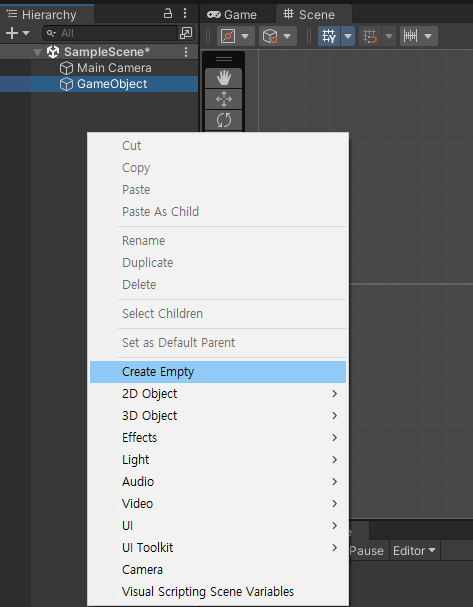 Hierarchy
Game
Scene
All
SampleScene*
Main Camera
GameObject
Cut
Copy
Paste
Paste As Child
Rename
Duplicate
Delete
Select Children
Set as Default Parent
Create Empty
2D Object
3D Object
Effects
Light
Audio
Video
UI
UI Toolkit
Camera
Visual Scripting Scene Variables
Pause Editor